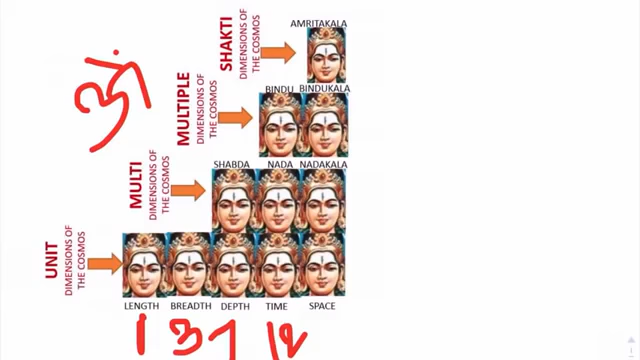 AMRITAKALA
SHAKTI
DIMENSIONS OF
THE COSMOS
ओं
BINDU BINDUKALA
MULTIPLE
DIMENSIONS OF
THE COSMOS
SHABDA NADA NADAKALA
MULTI
DIMENSIONS OF
THE COSMOS
UNIT
DIMENSIONS OF
THE COSMOS
LENGTH BREADTH DEPTH TIME SPACE